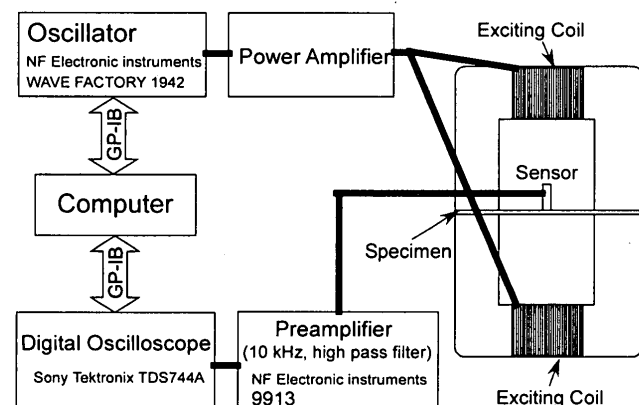 Oscillator
NF Electronic instruments
WAVE FACTORY 1942
Power Amplifier
Exciting Coil
GP-IB
Computer
Sensor
Specimen
GP-IB
Digital Oscilloscope
Sony Tektronix TDS744A
Preamplifier
(10 kHz, high pass filter)
NF Electronic instruments
9913
Exciting Coil